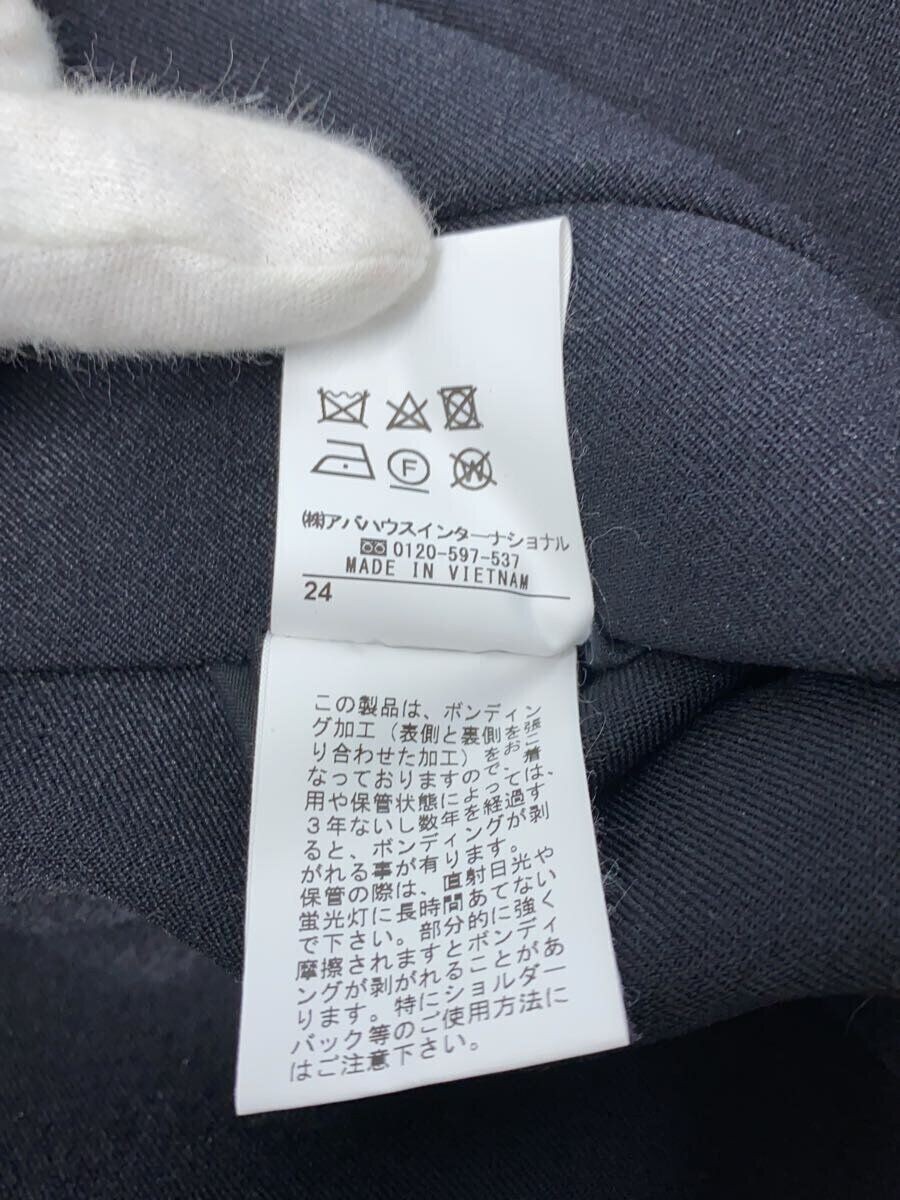 F W
(株)アバハウスインターナショナル
0120-597-537
MADE IN VIETNAM
24
この製品は、ボンディン
グ加工（表側と裏側を張
り合わせた加工）をおこ
なっておりますので、着
用や保管状態によっては、
３年ないし数年を経過す
ると、ボンディングが剥
がれる事が有ります。
保管の際は、直射日光や
蛍光灯に長時間あてない
で下さい。部分的に強く
摩擦されますとボンディ
ングが剥がれることがあ
ります。特にショルダー
バック等のご使用方法に
はご注意下さい。